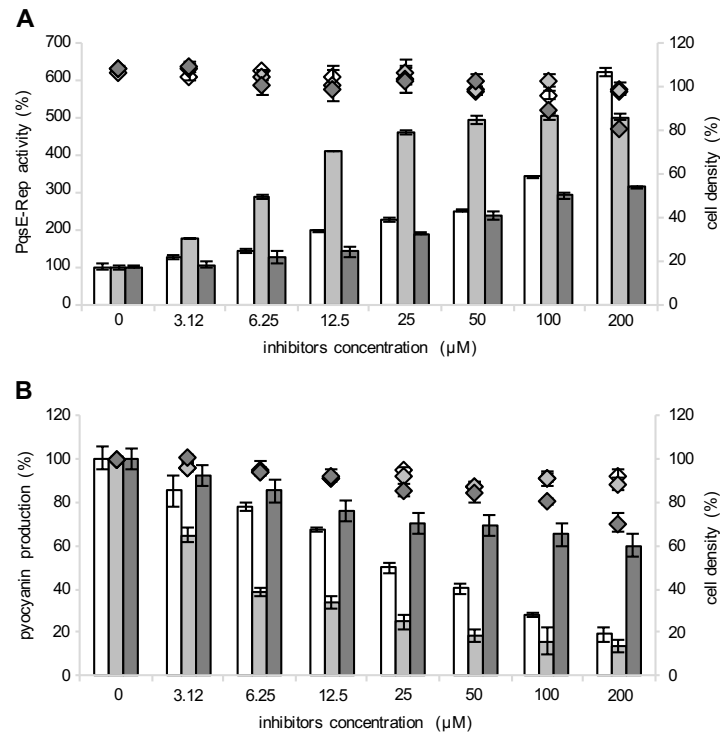 A
PqsE-Rep activity (%)
700
600
500
400
300
200
100
0
120
100
80
60
40
20
0
cell density (%)
0 3.12 6.25 12.5 25 50 100 200
inhibitors concentration (µM)
B
pyocyanin production (%)
120
100
80
60
40
20
0
120
100
80
60
40
20
0
cell density (%)
0 3.12 6.25 12.5 25 50 100 200
inhibitors concentration (µM)